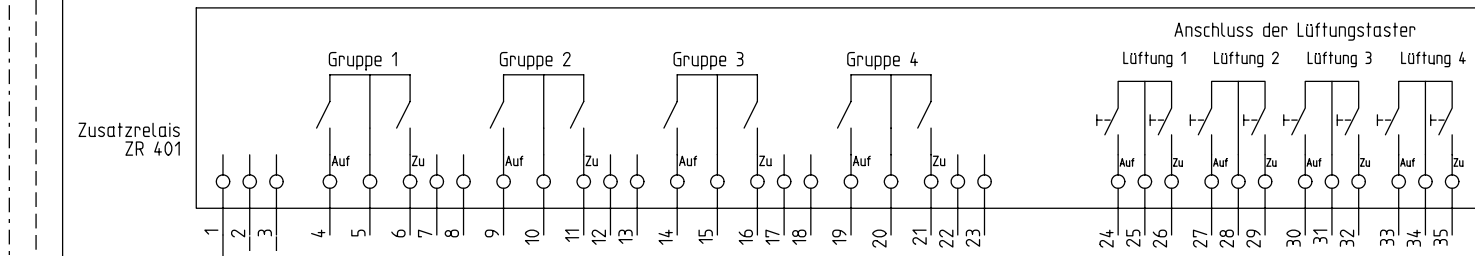 Anschluss der Lüftungstaster
Gruppe 1 Gruppe 2 Gruppe 3 Gruppe 4 Lüftung 1 Lüftung 2 Lüftung 3 Lüftung 4
Zusatzrelais
ZR 401
Auf Zu Auf Zu Auf Zu Auf Zu Auf Zu Auf Zu Auf Zu Auf Zu
1 2 3 4 5 6 7 8 9 10 11 12 13 14 15 16 17 18 19 20 21 22 23 24 25 26 27 28 29 30 31 32 33 34 35